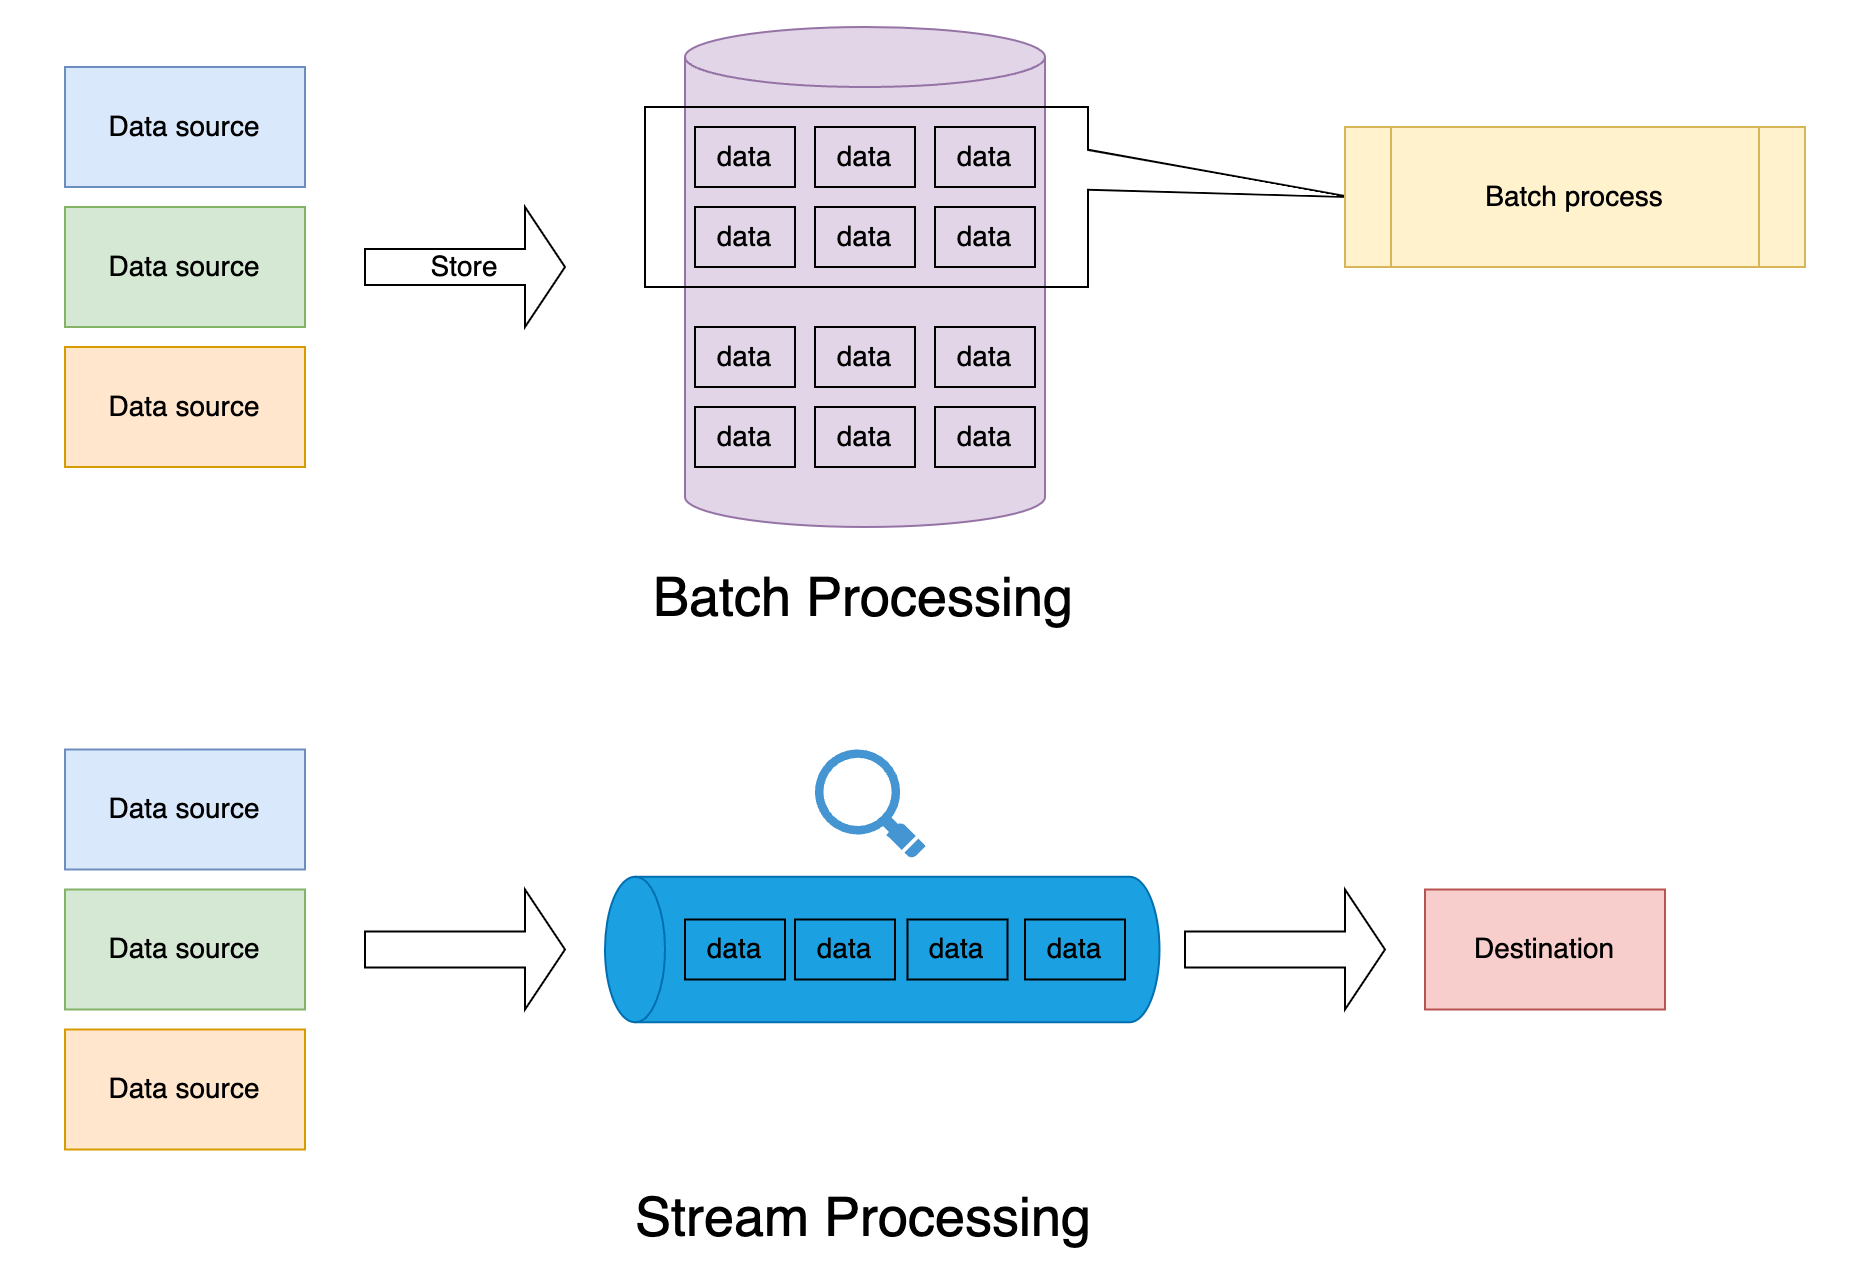 Data source
Data source
Data source
Store
data data data
data data data
data data data
data data data
Batch process
Batch Processing
Data source
Data source
Data source
data data data data
Destination
Stream Processing